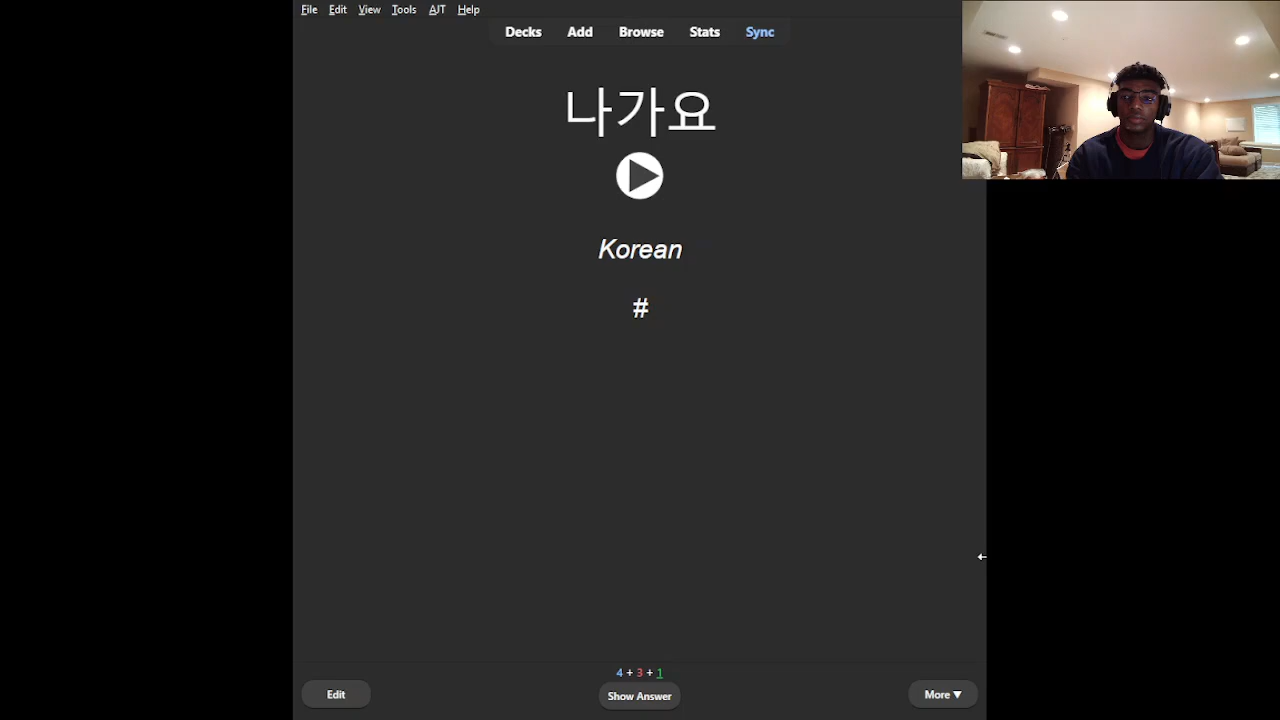 File Edit View Tools AJT Help
Decks Add Browse Stats Sync
나가요
Korean
#
4 + 3 + 1
Edit Show Answer More ▼